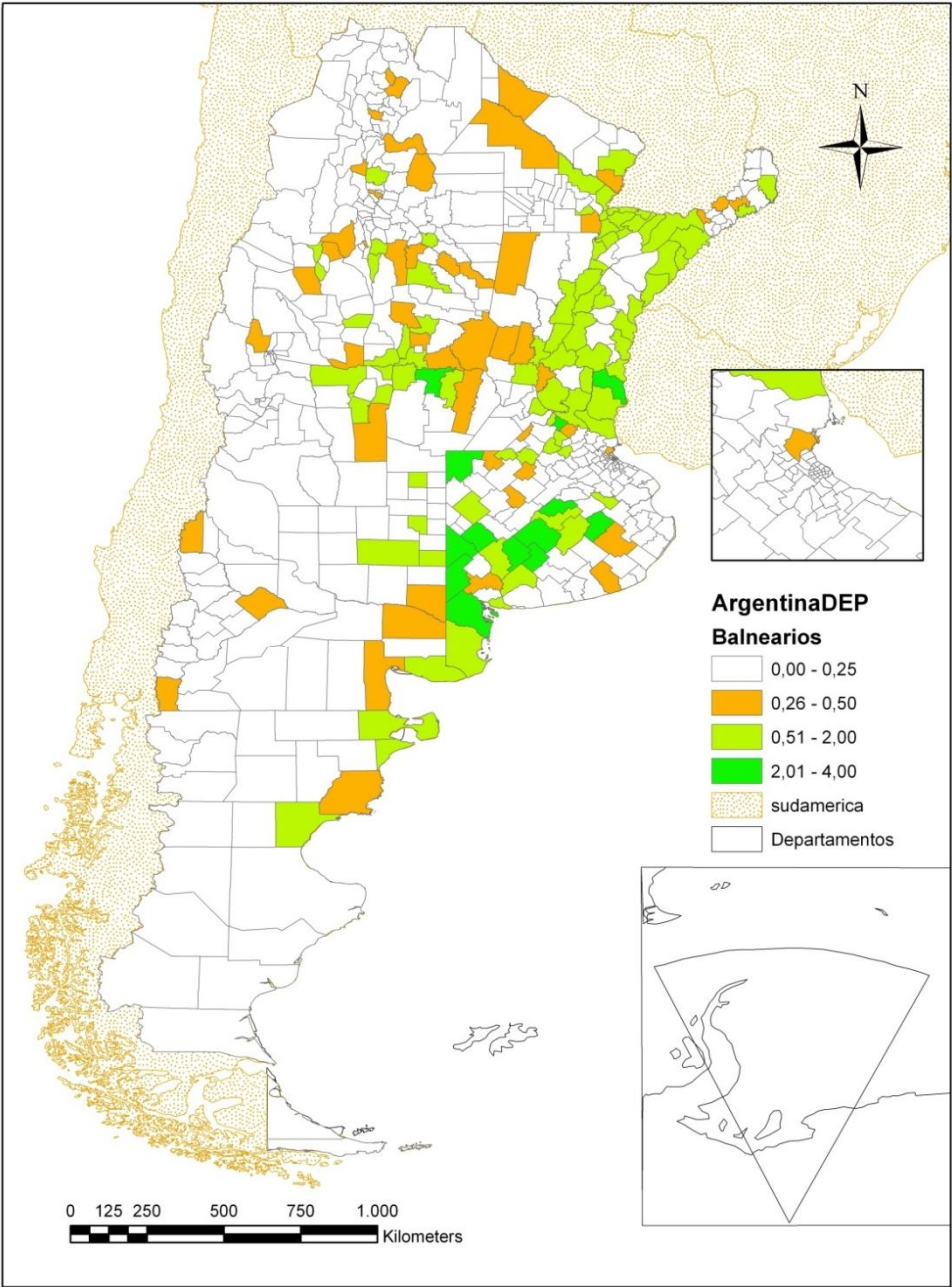 N
ArgentinaDEP
Balnearios
0,00 - 0,25
0,26 - 0,50
0,51 - 2,00
2,01 - 4,00
sudamerica
Departamentos
0 125 250 500 750 1.000
Kilometers